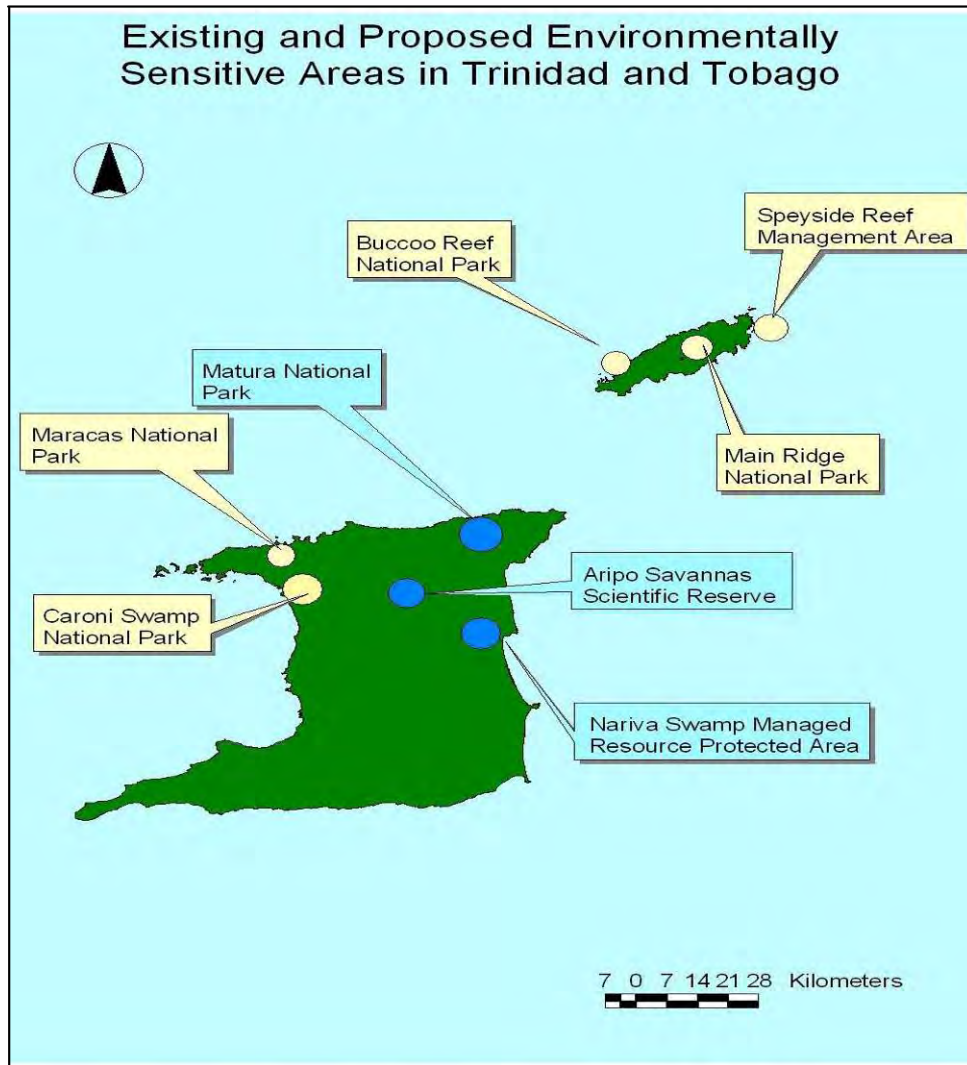 Existing and Proposed Environmentally
Sensitive Areas in Trinidad and Tobago
Speyside Reef
Management Area
Buccoo Reef
National Park
Matura National
Park
Maracas National
Park
Main Ridge
National Park
Aripo Savannas
Scientific Reserve
Caroni Swamp
National Park
Nariva Swamp Managed
Resource Protected Area
7 0 7 14 21 28 Kilometers